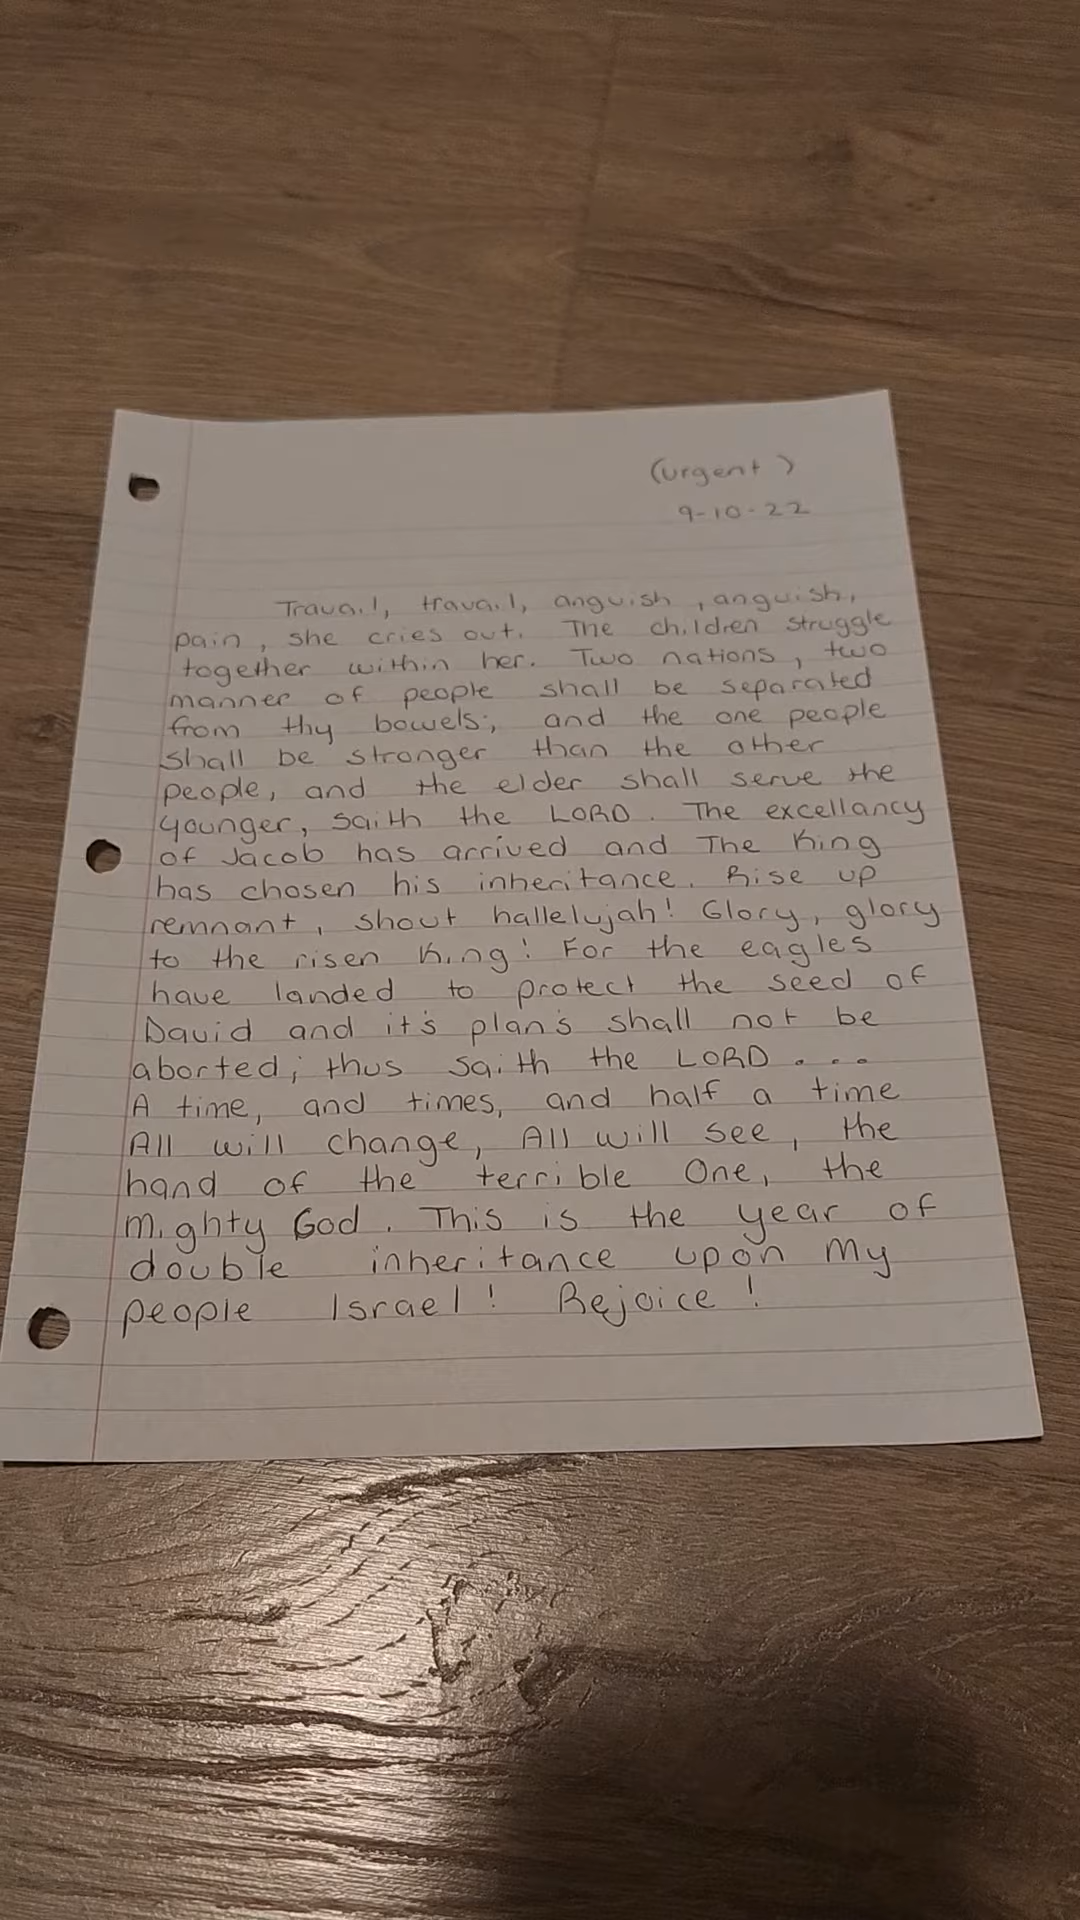 (urgent)
9-10-22
Travail, travail, anguish, anguish,
pain, she cries out. The children struggle
together within her. Two nations, two
manner of people shall be separated
from thy bowels; and the one people
shall be stronger than the other
people, and the elder shall serve the
younger, saith the LORD. The excellancy
of Jacob has arrived and The King
has chosen his inheritance. Rise up
remnant, shout hallelujah! Glory, glory
to the risen King! For the eagles
have landed to protect the seed of
David and it's plan's shall not be
aborted; thus saith the LORD...
A time, and times, and half a time
All will change, All will see, the
hand of the terrible One, the
mighty God. This is the year of
double inheritance upon My
people Israel! Rejoice!